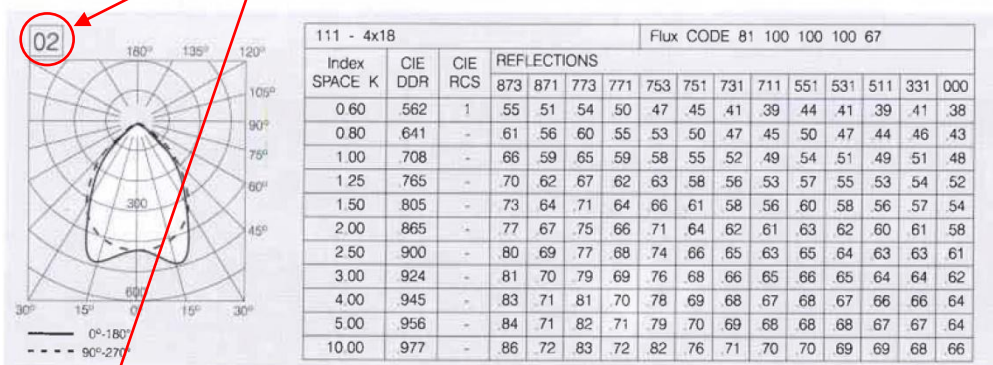 02
180° 135° 120°
105°
90°
75°
60°
300
45°
600
30° 15° 0° 15° 30°
0°-180°
90°-270°
111 - 4x18 Flux CODE 81 100 100 100 67
Index SPACE K CIE DDR CIE RCS REFLECTIONS
873 871 773 771 753 751 731 711 551 531 511 331 000
0.60 .562 1 .55 .51 .54 .50 .47 .45 .41 .39 .44 .41 .39 .41 .38
0.80 .641 - .61 .56 .60 .55 .53 .50 .47 .45 .50 .47 .44 .46 .43
1.00 .708 - .66 .59 .65 .59 .58 .55 .52 .49 .54 .51 .49 .51 .48
1.25 .765 - .70 .62 .67 .62 .63 .58 .56 .53 .57 .55 .53 .54 .52
1.50 .805 - .73 .64 .71 .64 .66 .61 .58 .56 .60 .58 .56 .57 .54
2.00 .865 - .77 .67 .75 .66 .71 .64 .62 .61 .63 .62 .60 .61 .58
2.50 .900 - .80 .69 .77 .68 .74 .66 .65 .63 .65 .64 .63 .63 .61
3.00 .924 - .81 .70 .79 .69 .76 .68 .66 .65 .66 .65 .64 .64 .62
4.00 .945 - .83 .71 .81 .70 .78 .69 .68 .67 .68 .67 .66 .66 .64
5.00 .956 - .84 .71 .82 .71 .79 .70 .69 .68 .68 .68 .67 .67 .64
10.00 .977 - .86 .72 .83 .72 .82 .76 .71 .70 .70 .69 .69 .68 .66